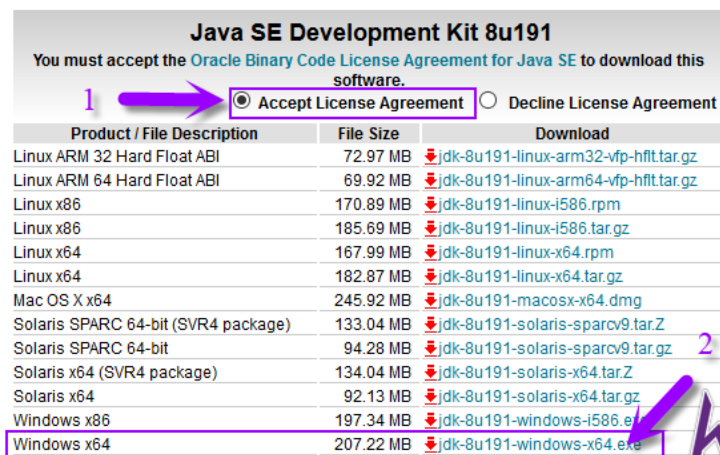 Java SE Development Kit 8u191
You must accept the Oracle Binary Code License Agreement for Java SE to download this
software.
1
Accept License Agreement Decline License Agreement
Product / File Description File Size Download
Linux ARM 32 Hard Float ABI 72.97 MB jdk-8u191-linux-arm32-vfp-hflt.tar.gz
Linux ARM 64 Hard Float ABI 69.92 MB jdk-8u191-linux-arm64-vfp-hflt.tar.gz
Linux x86 170.89 MB jdk-8u191-linux-i586.rpm
Linux x86 185.69 MB jdk-8u191-linux-i586.tar.gz
Linux x64 167.99 MB jdk-8u191-linux-x64.rpm
Linux x64 182.87 MB jdk-8u191-linux-x64.tar.gz
Mac OS X x64 245.92 MB jdk-8u191-macosx-x64.dmg
Solaris SPARC 64-bit (SVR4 package) 133.04 MB jdk-8u191-solaris-sparcv9.tar.Z
Solaris SPARC 64-bit 94.28 MB jdk-8u191-solaris-sparcv9.tar.gz
2
Solaris x64 (SVR4 package) 134.04 MB jdk-8u191-solaris-x64.tar.Z
Solaris x64 92.13 MB jdk-8u191-solaris-x64.tar.gz
Windows x86 197.34 MB jdk-8u191-windows-i586.exe
Windows x64 207.22 MB jdk-8u191-windows-x64.exe